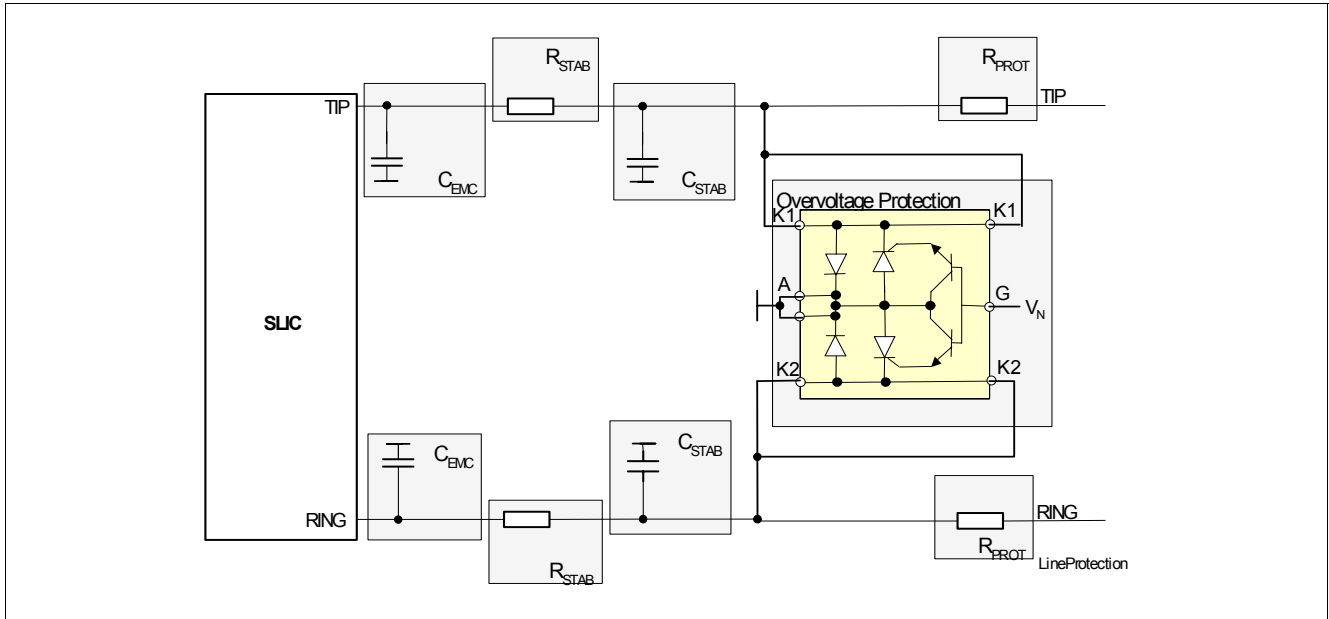 R_STAB
R_PROT
TIP
TIP
C_EMC
C_STAB
Overvoltage Protection
K1
K1
A
G
V_N
SLIC
K2
K2
C_EMC
C_STAB
RING
RING
R_STAB
R_PROT
LineProtection